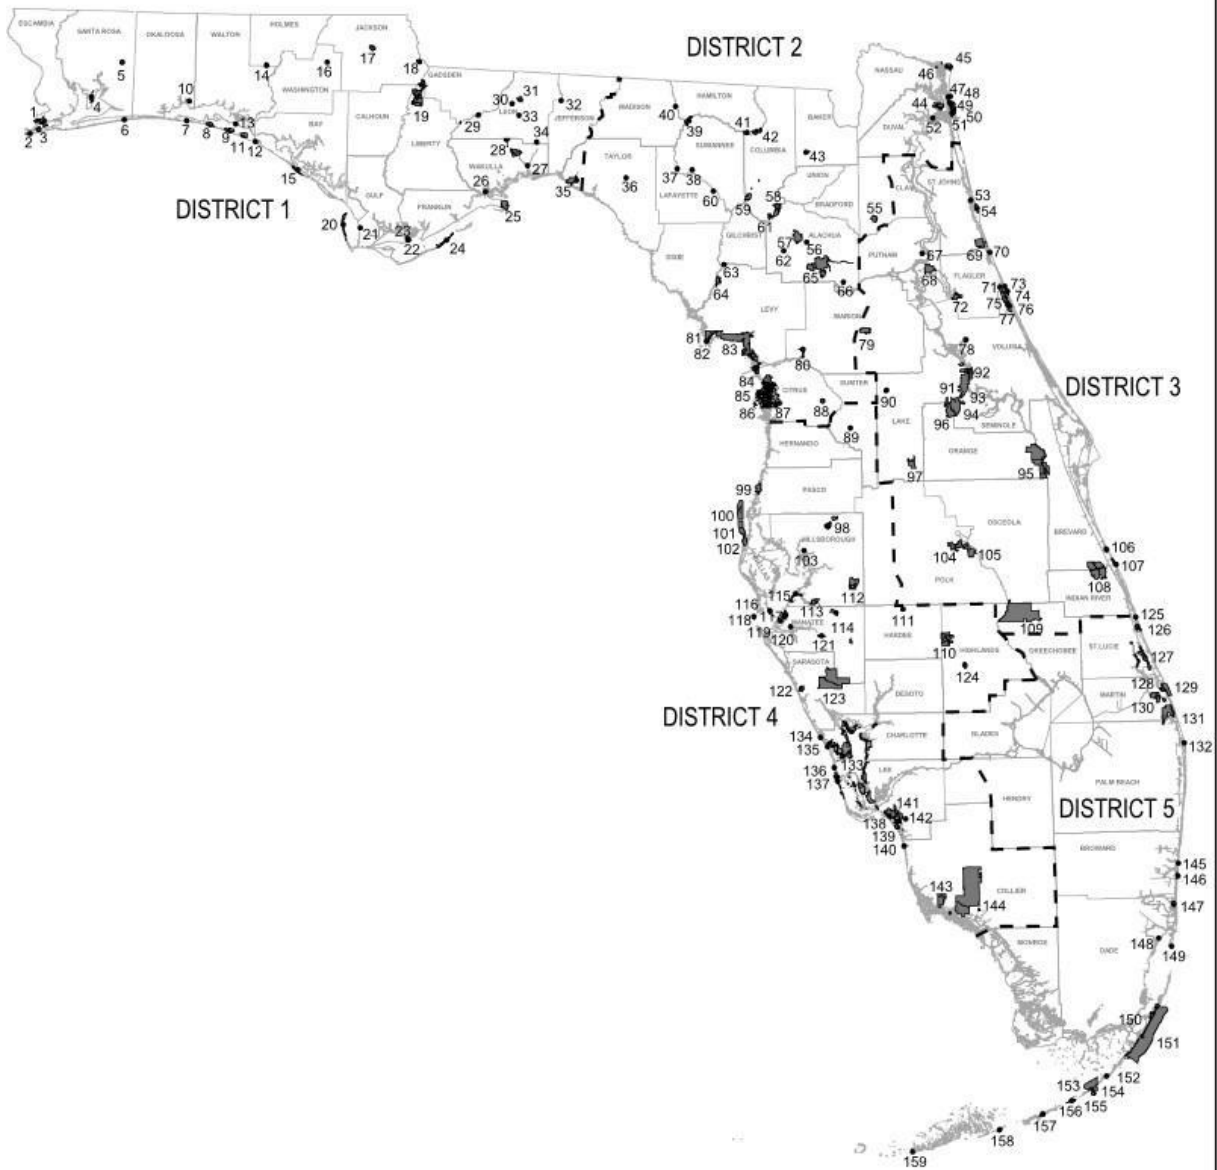 DISTRICT 2
ESCAMBIA
SANTA ROSA
OKALOOSA
WALTON
HOLMES
JACKSON
17
5
14
16
18
4
10
WASHINGTON
GADSDEN
19
1
2
3
6
7
8
9
13
11
12
BAY
CALHOUN
15
LIBERTY
GULF
FRANKLIN
DISTRICT 1
20
21
23
22
24
25
26
WAKULLA
27
28
29
30
31
LEON
33
32
34
JEFFERSON
35
MADISON
TAYLOR
36
HAMILTON
40
39
41
42
SUWANNEE
COLUMBIA
BAKER
43
37
38
LAFAYETTE
60
59
58
61
UNION
BRADFORD
NASSAU
46
45
47
48
44
49
50
52
51
DUVAL
CLAY
ST JOHNS
53
54
55
GILCHRIST
ALACHUA
57
56
62
65
66
63
64
DIXIE
LEVY
PUTNAM
67
68
69
70
FLAGLER
71
73
74
75
76
77
72
MARION
79
80
81
82
83
78
VOLUSIA
DISTRICT 3
84
85
86
87
CITRUS
88
SUMTER
89
90
LAKE
91
92
93
94
96
SEMINOLE
ORANGE
95
97
HERNANDO
PASCO
99
100
101
102
98
HILLSBOROUGH
103
OSCEOLA
104
105
POLK
BREVARD
106
107
108
INDIAN RIVER
112
115
113
114
116
117
118
119
120
MANATEE
121
111
HARDEE
109
110
HIGHLANDS
124
OKEECHOBEE
125
126
ST LUCIE
127
128
129
130
131
MARTIN
132
SARASOTA
122
123
DESOTO
DISTRICT 4
134
135
133
136
137
CHARLOTTE
GLADES
LEE
HENDRY
PALM BEACH
DISTRICT 5
138
141
142
139
140
BROWARD
145
146
147
143
144
COLLIER
MONROE
DADE
148
149
150
151
152
153
154
155
156
157
158
159